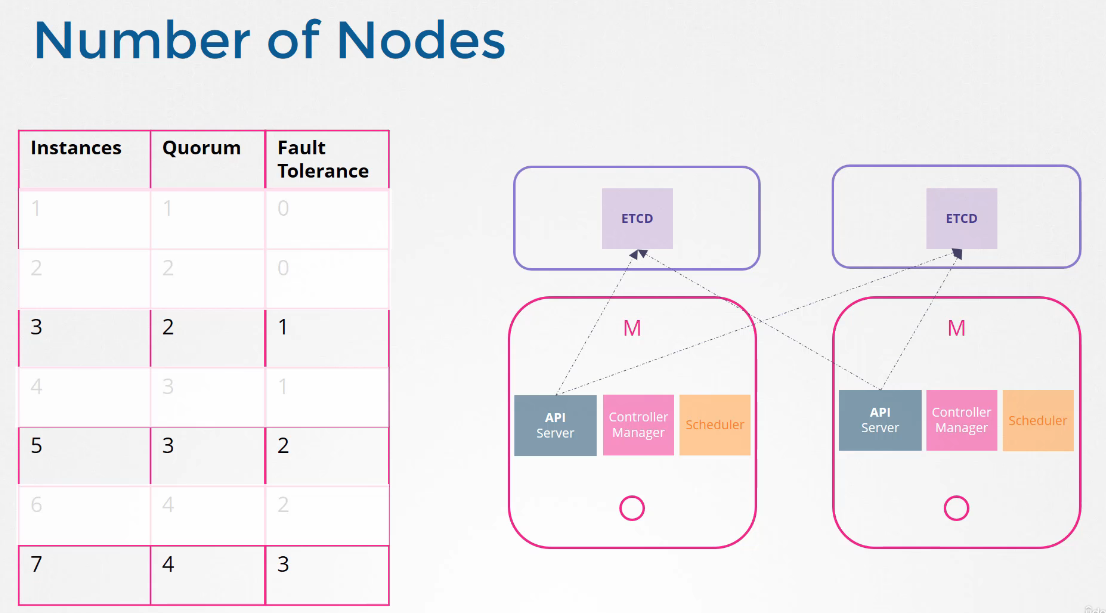 Number of Nodes
Instances Quorum Fault Tolerance
1 1 0
2 2 0
3 2 1
4 3 1
5 3 2
6 4 2
7 4 3
ETCD
ETCD
M
M
API Server
Controller Manager
Scheduler
API Server
Controller Manager
Scheduler